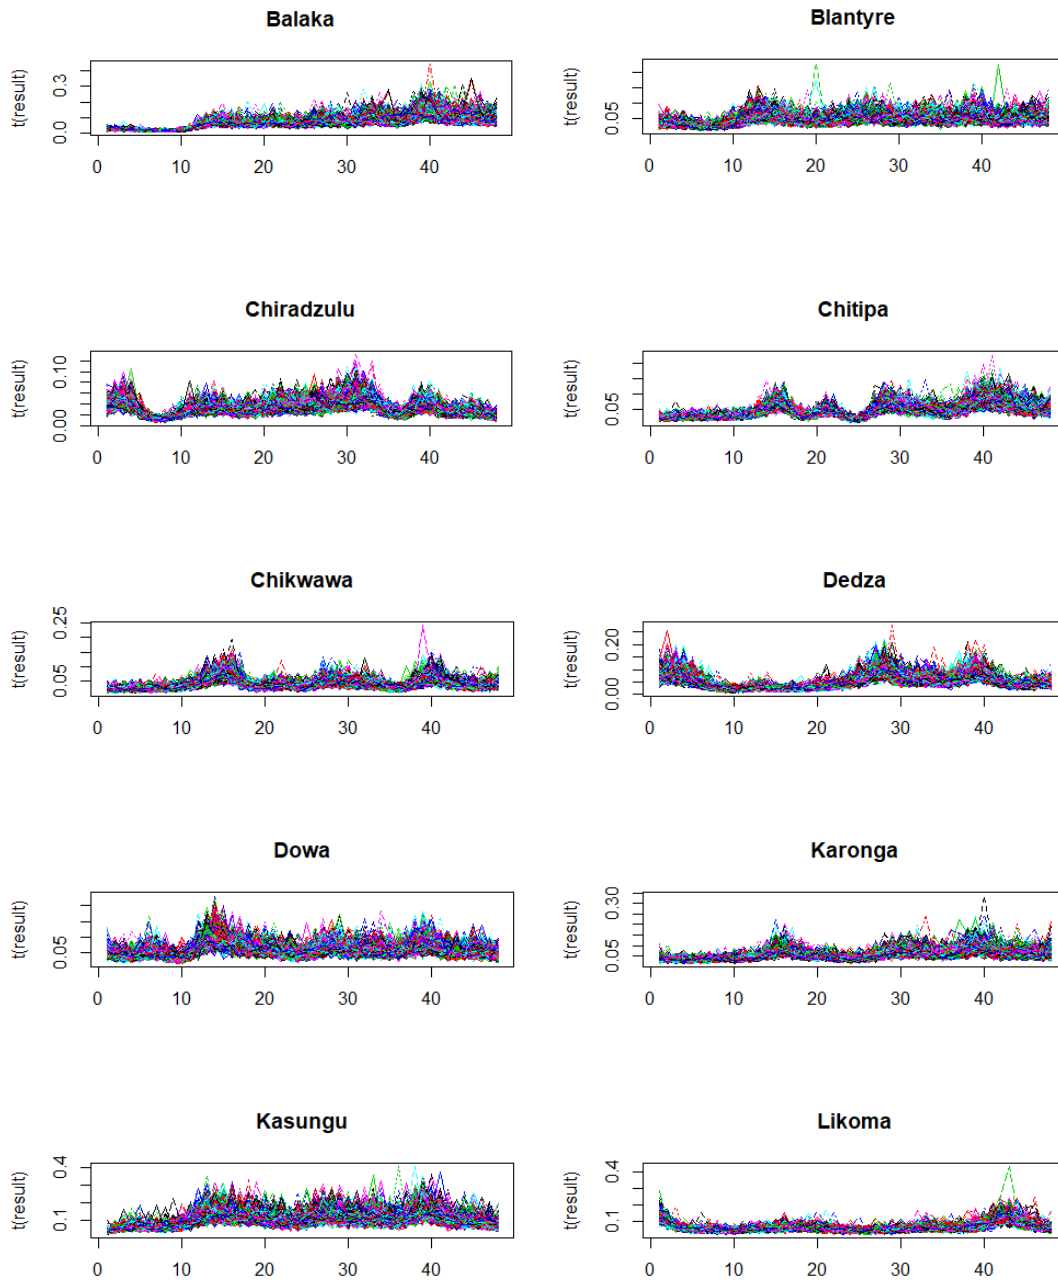 Balaka
t(result)
0.3
0.0
0 10 20 30 40
Blantyre
t(result)
0.05
0 10 20 30 40
Chiradzulu
t(result)
0.10
0.00
0 10 20 30 40
Chitipa
t(result)
0.05
0 10 20 30 40
Chikwawa
t(result)
0.25
0.05
0 10 20 30 40
Dedza
t(result)
0.20
0.00
0 10 20 30 40
Dowa
t(result)
0.05
0 10 20 30 40
Karonga
t(result)
0.30
0.05
0 10 20 30 40
Kasungu
t(result)
0.4
0.1
0 10 20 30 40
Likoma
t(result)
0.4
0.1
0 10 20 30 40